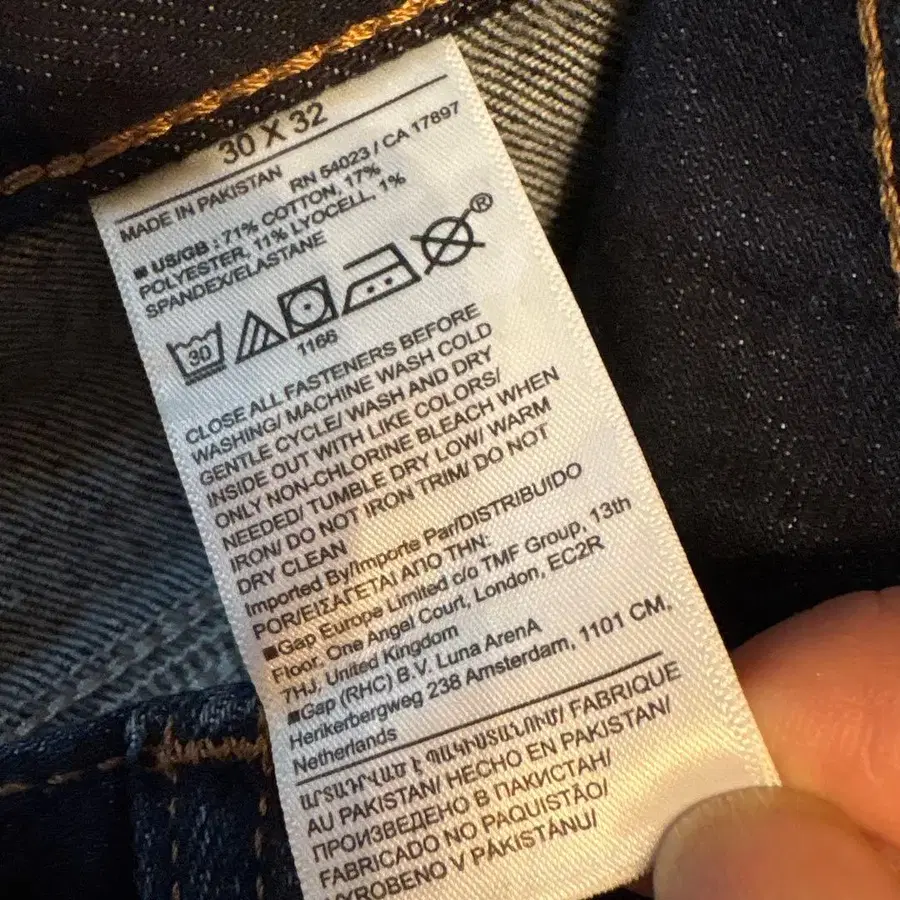 30 X 32
MADE IN PAKISTAN RN 54023 / CA 17897
■ US/GB : 71% COTTON, 17%
POLYESTER, 11% LYOCELL, 1%
SPANDEX/ELASTANE
30
®
1166
CLOSE ALL FASTENERS BEFORE
WASHING/ MACHINE WASH COLD
GENTLE CYCLE/ WASH AND DRY
INSIDE OUT WITH LIKE COLORS/
ONLY NON-CHLORINE BLEACH WHEN
NEEDED/ TUMBLE DRY LOW/ WARM
IRON/ DO NOT IRON TRIM/ DO NOT
DRY CLEAN
Imported By/Importe Par/DISTRIBUIDO
POR/ΕΙΣΑΓΕΤΑΙ ΑΠΟ ΤΗΝ:
■Gap Europe Limited c/o TMF Group, 13th
Floor, One Angel Court, London, EC2R
7HJ, United Kingdom
■Gap (RHC) B.V. Luna ArenA
Herikerbergweg 238 Amsterdam, 1101 CM,
Netherlands
ԱՐՏԱԴՐՎԱԾ Է ՊԱԿԻՍՏԱՆՈՒՄ/ FABRIQUE
AU PAKISTAN/ HECHO EN PAKISTAN/
ПРОИЗВЕДЕНО В ПАКИСТАН/
FABRICADO NO PAQUISTÃO/
VYROBENO V PÁKISTÁNU/